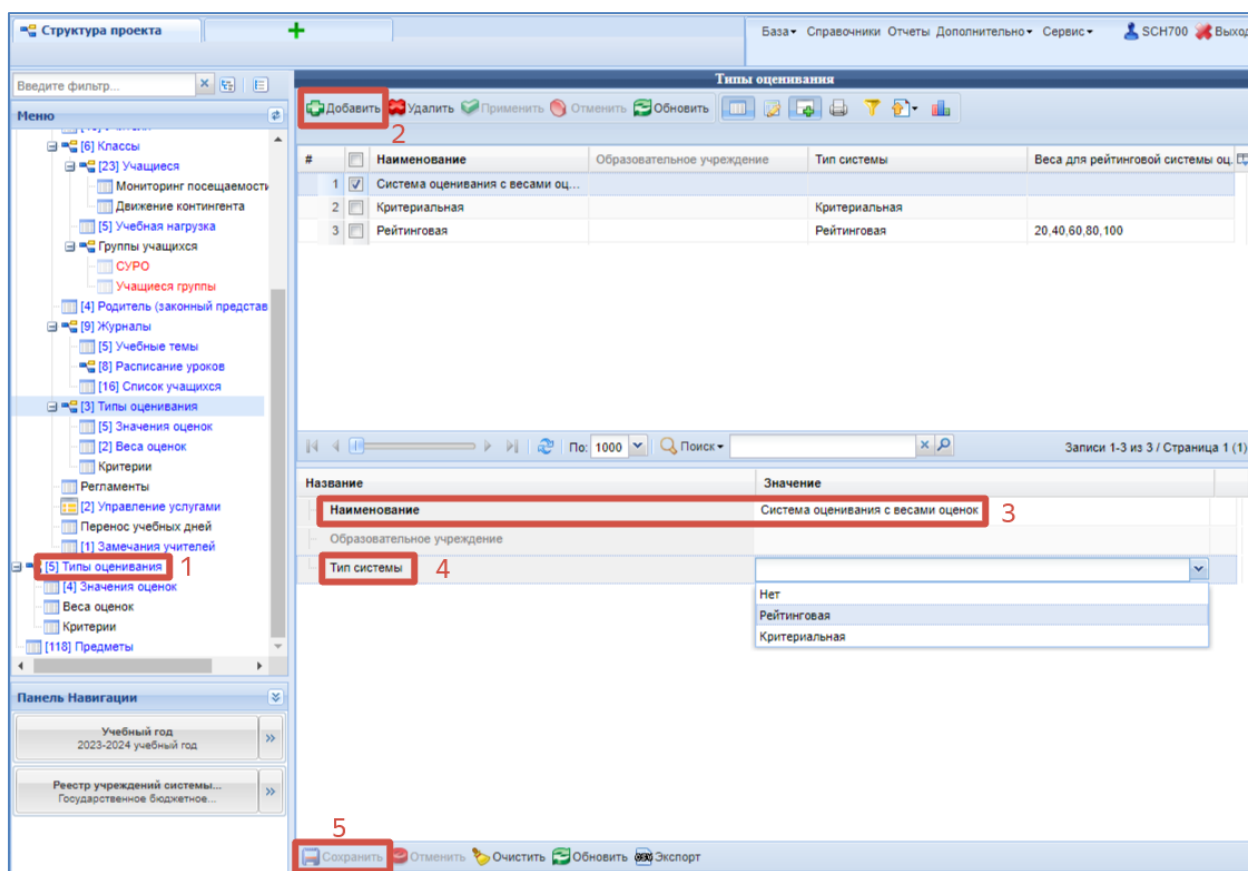 Структура проекта
База Справочники Отчеты Дополнительно Сервис SCH700 Выход
Введите фильтр...
Типы оценивания
Меню
Добавить Удалить Применить Отменить Обновить
2
[6] Классы
[23] Учащиеся
Мониторинг посещаемости
Движение контингента
[5] Учебная нагрузка
Группы учащихся
СУРО
Учащиеся группы
[4] Родитель (законный представ
[9] Журналы
[5] Учебные темы
[8] Расписание уроков
[16] Список учащихся
[3] Типы оценивания
[5] Значения оценок
[2] Веса оценок
Критерии
Регламенты
[2] Управление услугами
Перенос учебных дней
[1] Замечания учителей
[5] Типы оценивания 1
[4] Значения оценок
Веса оценок
Критерии
[118] Предметы
# Наименование Образовательное учреждение Тип системы Веса для рейтинговой системы оц.
1 Система оценивания с весами оц...
2 Критериальная Критериальная
3 Рейтинговая Рейтинговая 20,40,60,80,100
По: 1000 Поиск Записи 1-3 из 3 / Страница 1 (1)
Название Значение
Наименование Система оценивания с весами оценок 3
Образовательное учреждение
Тип системы 4
Нет
Рейтинговая
Критериальная
Панель Навигации
Учебный год
2023-2024 учебный год
Реестр учреждений системы...
Государственное бюджетное...
5
Сохранить Отменить Очистить Обновить Экспорт